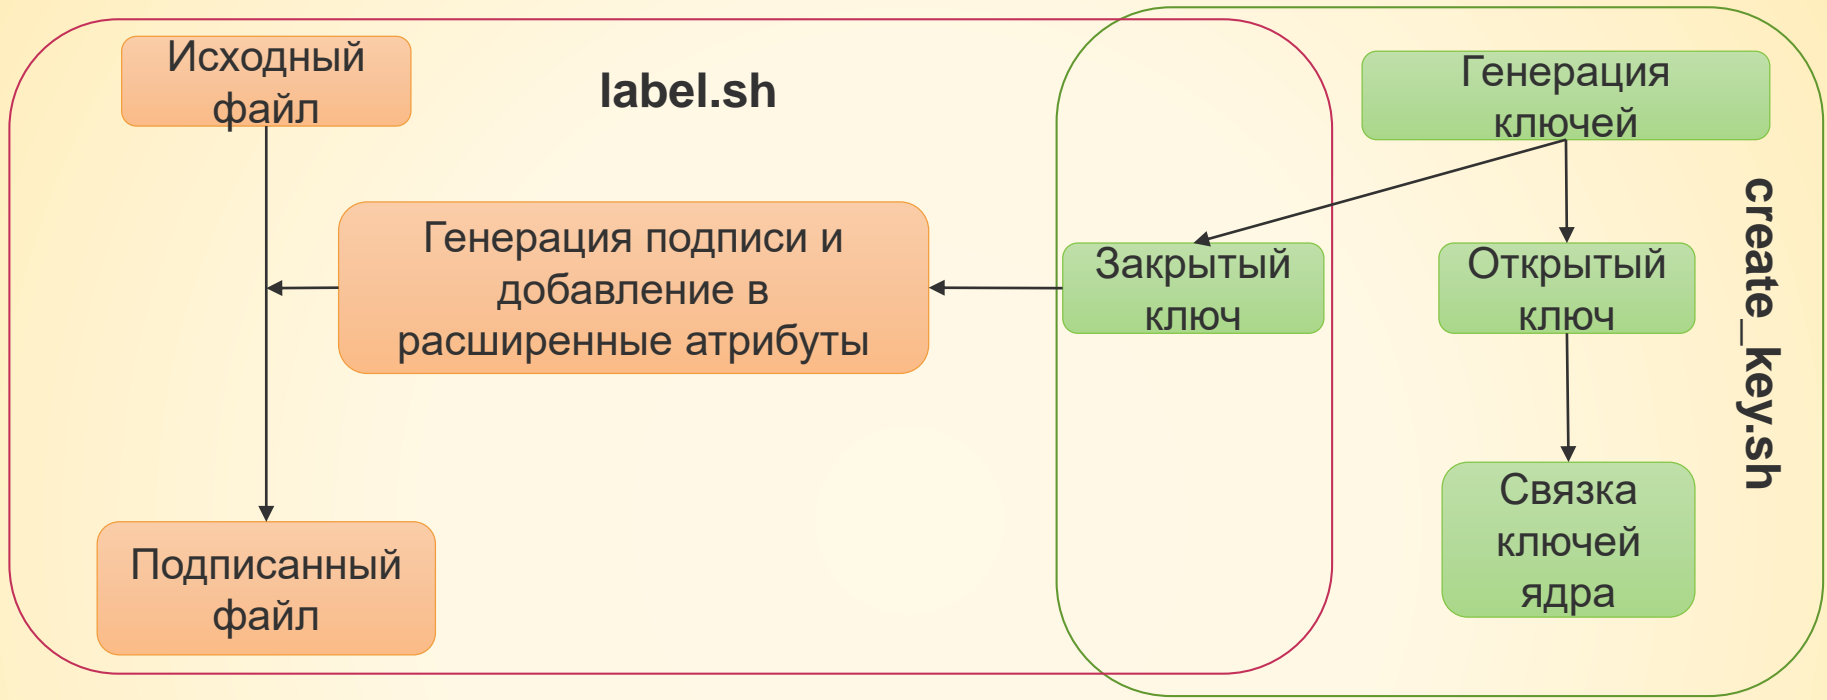 Исходный
файл
label.sh
Генерация
ключей
Генерация подписи и
добавление в
расширенные атрибуты
Закрытый
ключ
Открытый
ключ
create_key.sh
Связка
ключей
ядра
Подписанный
файл